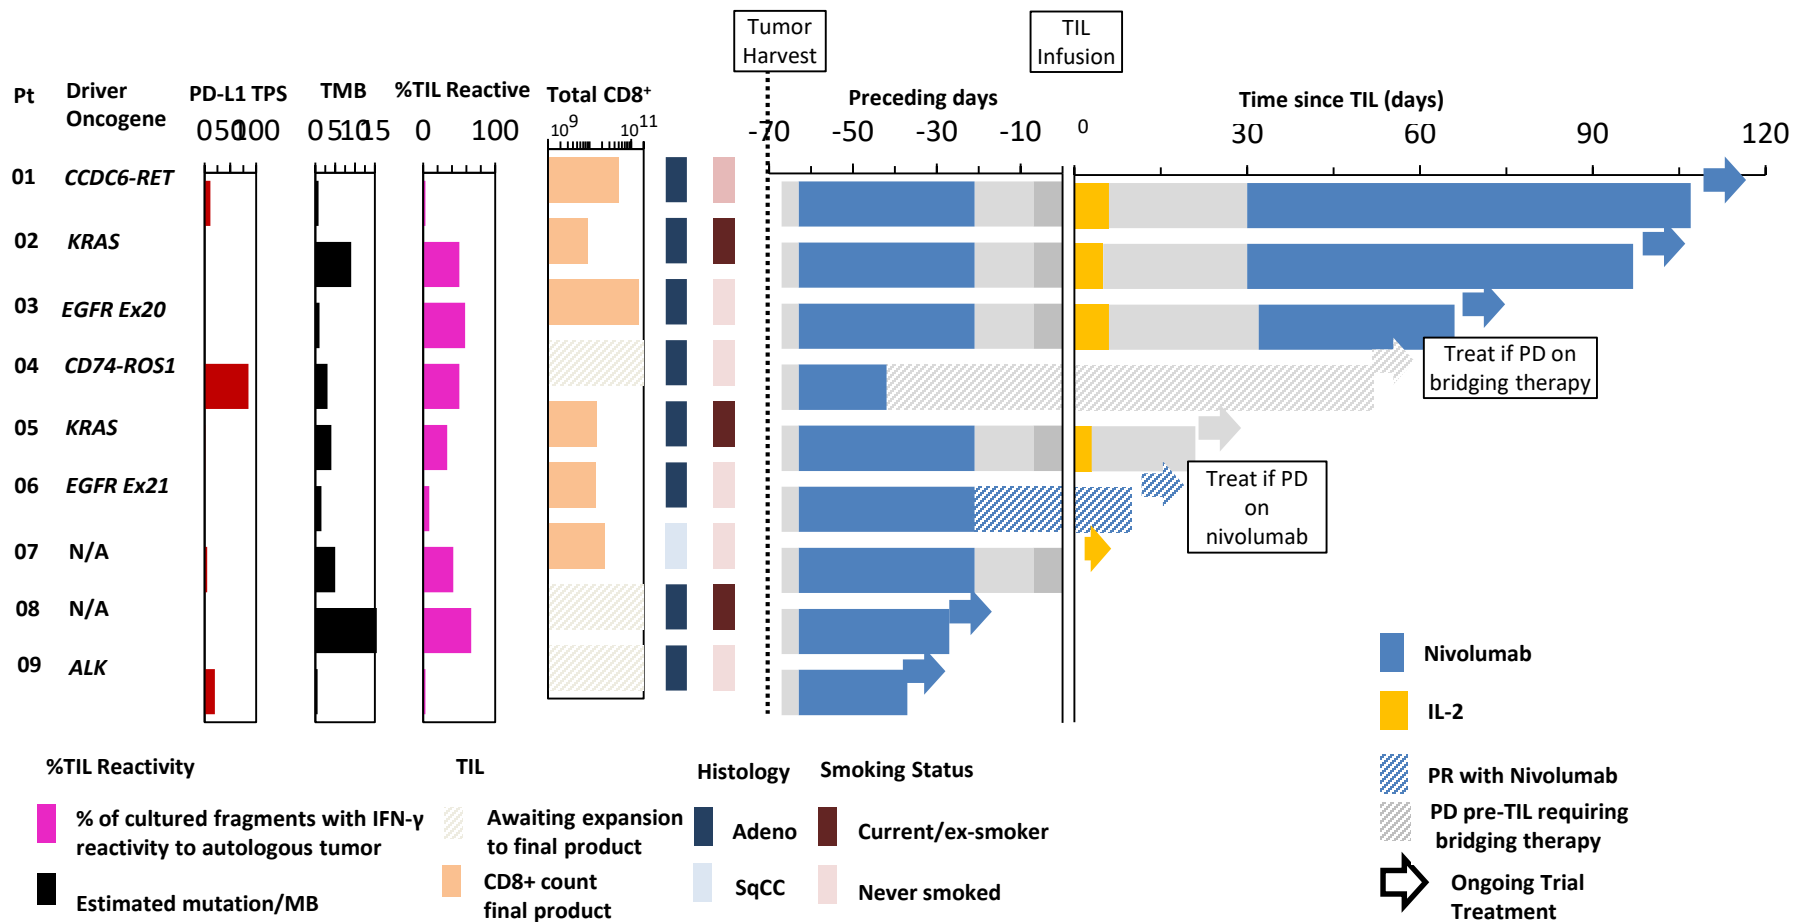 Tumor
Harvest
TIL
Infusion
Pt
Driver
Oncogene
PD-L1 TPS
TMB
%TIL Reactive
Total CD8+
Preceding days
Time since TIL (days)
0 50 100
0 5 10 15
0 100
10^9 10^11
-70 -50 -30 -10 0 30 60 90 120
01 CCDC6-RET
02 KRAS
03 EGFR Ex20
04 CD74-ROS1
05 KRAS
06 EGFR Ex21
07 N/A
08 N/A
09 ALK
Treat if PD on
bridging therapy
Treat if PD
on
nivolumab
%TIL Reactivity
% of cultured fragments with IFN-γ
reactivity to autologous tumor
Estimated mutation/MB
TIL
Awaiting expansion
to final product
CD8+ count
final product
Histology
Adeno
SqCC
Smoking Status
Current/ex-smoker
Never smoked
Nivolumab
IL-2
PR with Nivolumab
PD pre-TIL requiring
bridging therapy
Ongoing Trial
Treatment